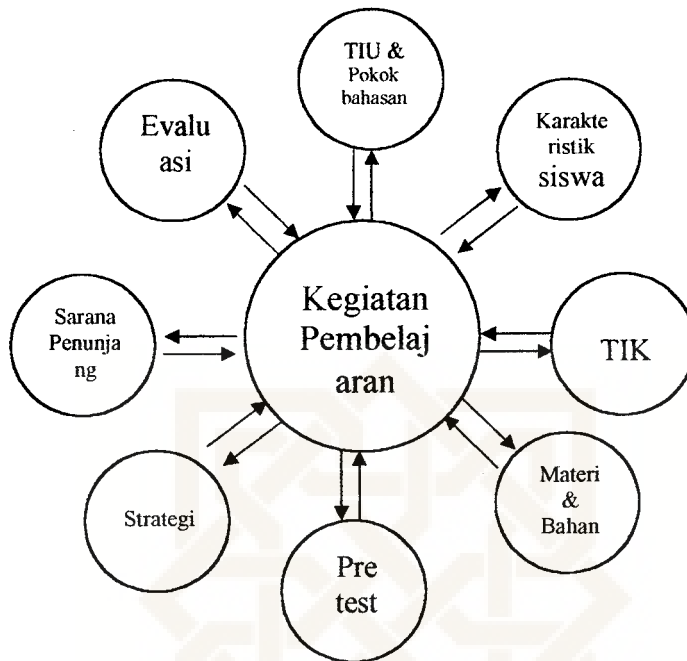 TIU &
Pokok
bahasan
Evalu
asi
Karakte
ristik
siswa
Kegiatan
Pembelaj
aran
Sarana
Penunja
ng
TIK
Strategi
Materi
&
Bahan
Pre
test